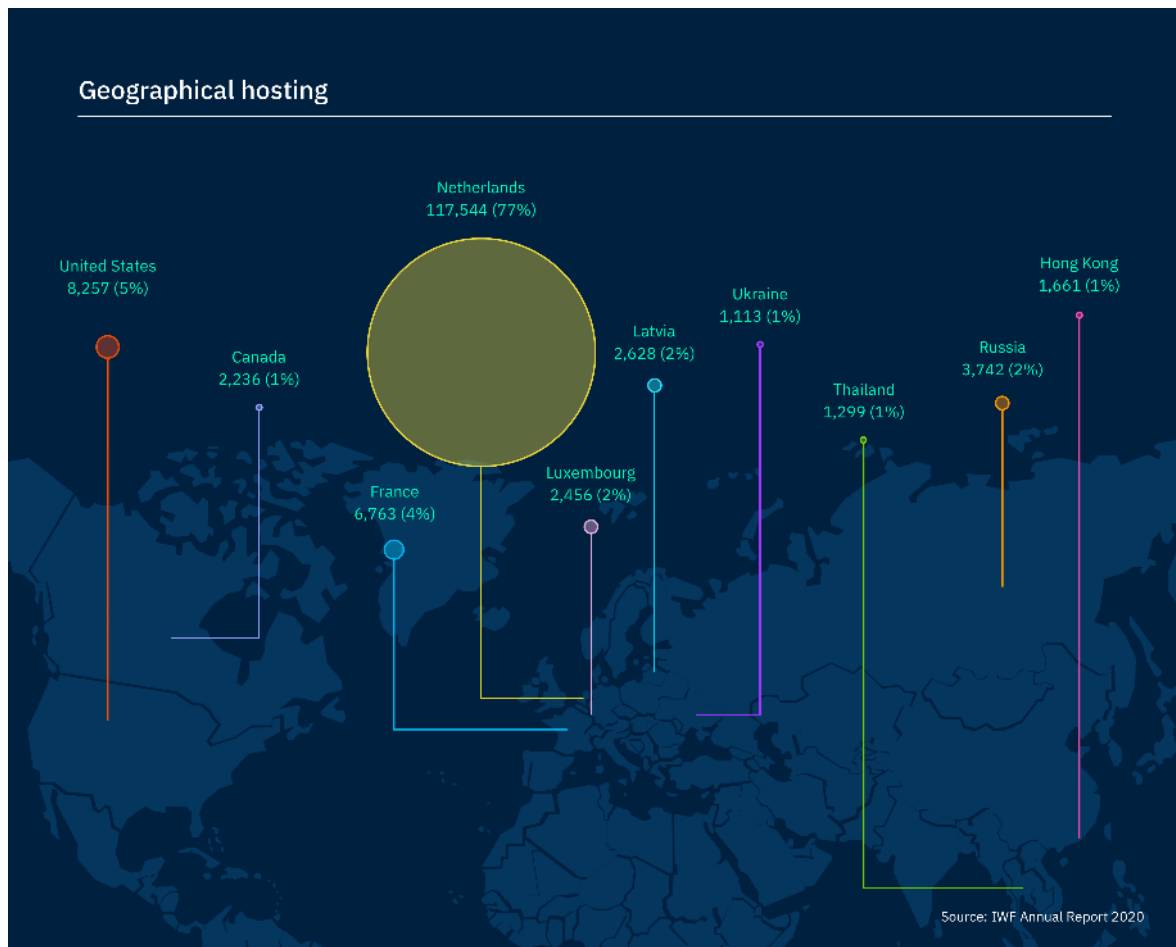 Geographical hosting
Netherlands
117,544 (77%)
United States
8,257 (5%)
Hong Kong
1,661 (1%)
Ukraine
1,113 (1%)
Latvia
2,628 (2%)
Russia
3,742 (2%)
Canada
2,236 (1%)
Thailand
1,299 (1%)
Luxembourg
2,456 (2%)
France
6,763 (4%)
Source: IWF Annual Report 2020